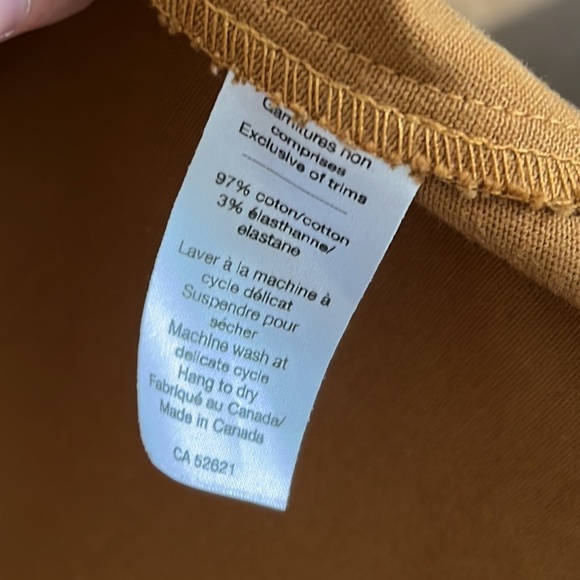 Garnitures non
comprises
Exclusive of trims
97% coton/cotton
3% élasthanne/
elastane
Laver à la machine à
cycle délicat
Suspendre pour
sécher
Machine wash at
delicate cycle
Hang to dry
Fabriqué au Canada/
Made in Canada
CA 52621